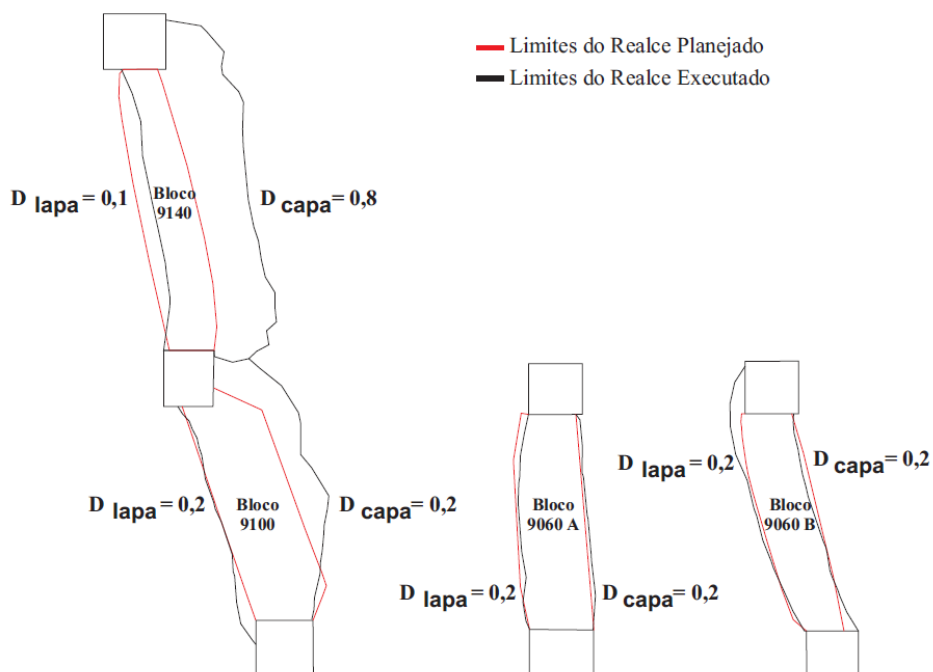 Limites do Realce Planejado
Limites do Realce Executado
D lapa = 0,1
Bloco
9140
D capa = 0,8
D lapa = 0,2
Bloco
9100
D capa = 0,2
Bloco
9060 A
D lapa = 0,2
D capa = 0,2
D lapa = 0,2
D capa = 0,2
Bloco
9060 B